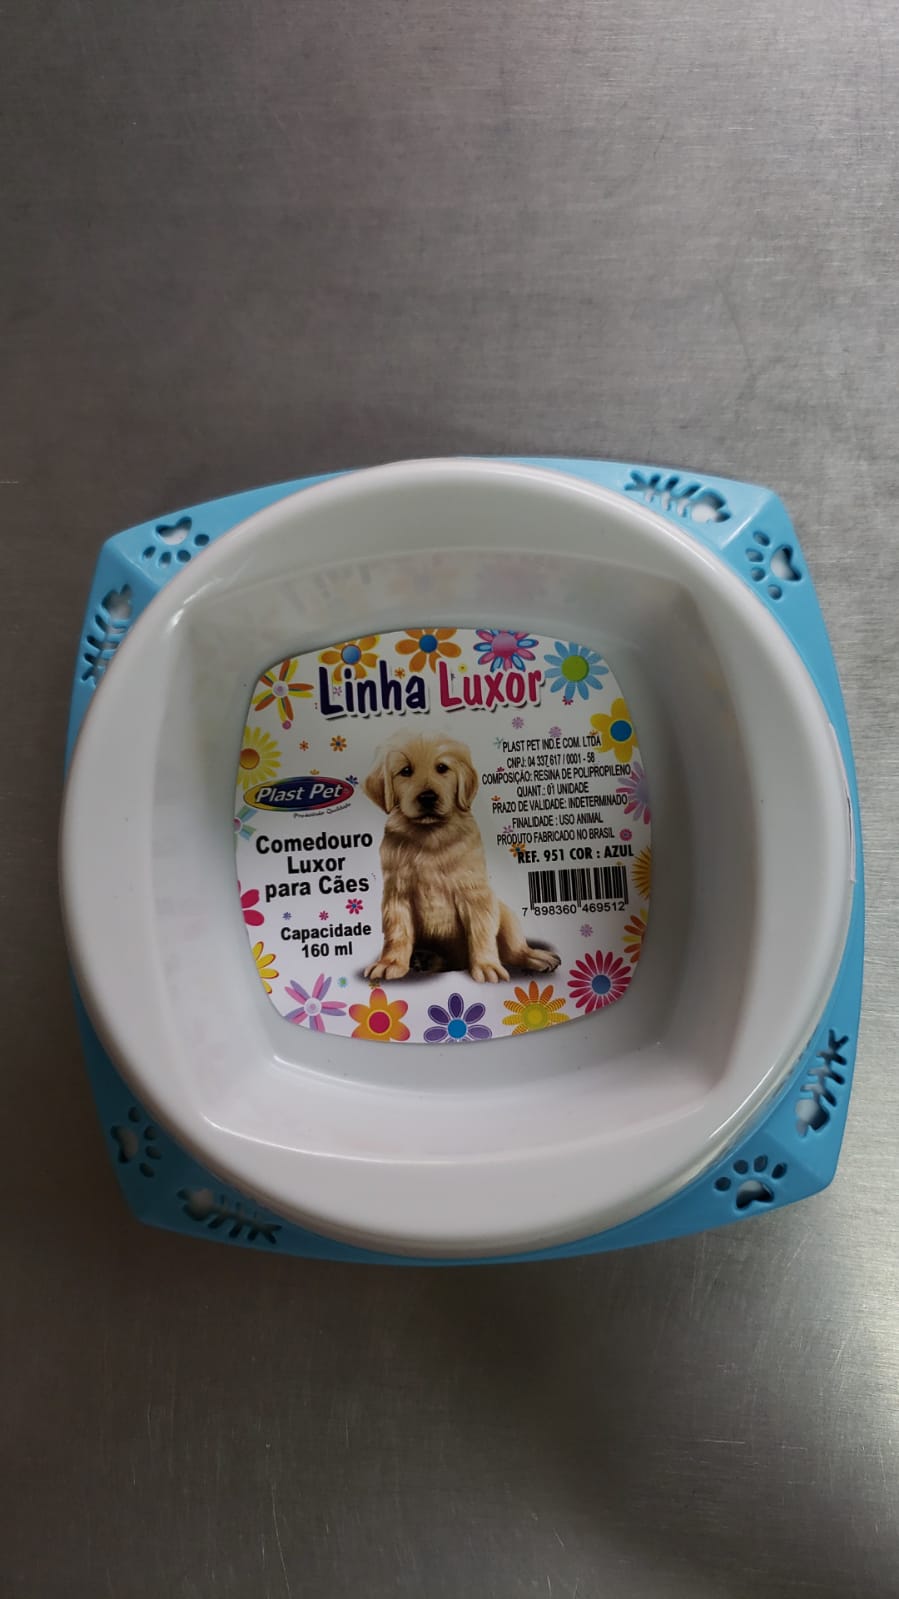 Linha Luxor
Plast Pet
Produzindo Qualidade
Comedouro
Luxor
para Cães
Capacidade
160 ml
PLAST PET IND.E COM. LTDA
CNPJ: 04 337 617 / 0001 - 58
COMPOSIÇÃO: RESINA DE POLIPROPILENO
QUANT.: 01 UNIDADE
PRAZO DE VALIDADE: INDETERMINADO
FINALIDADE : USO ANIMAL
PRODUTO FABRICADO NO BRASIL
REF. 951 COR : AZUL
7 898360 469512